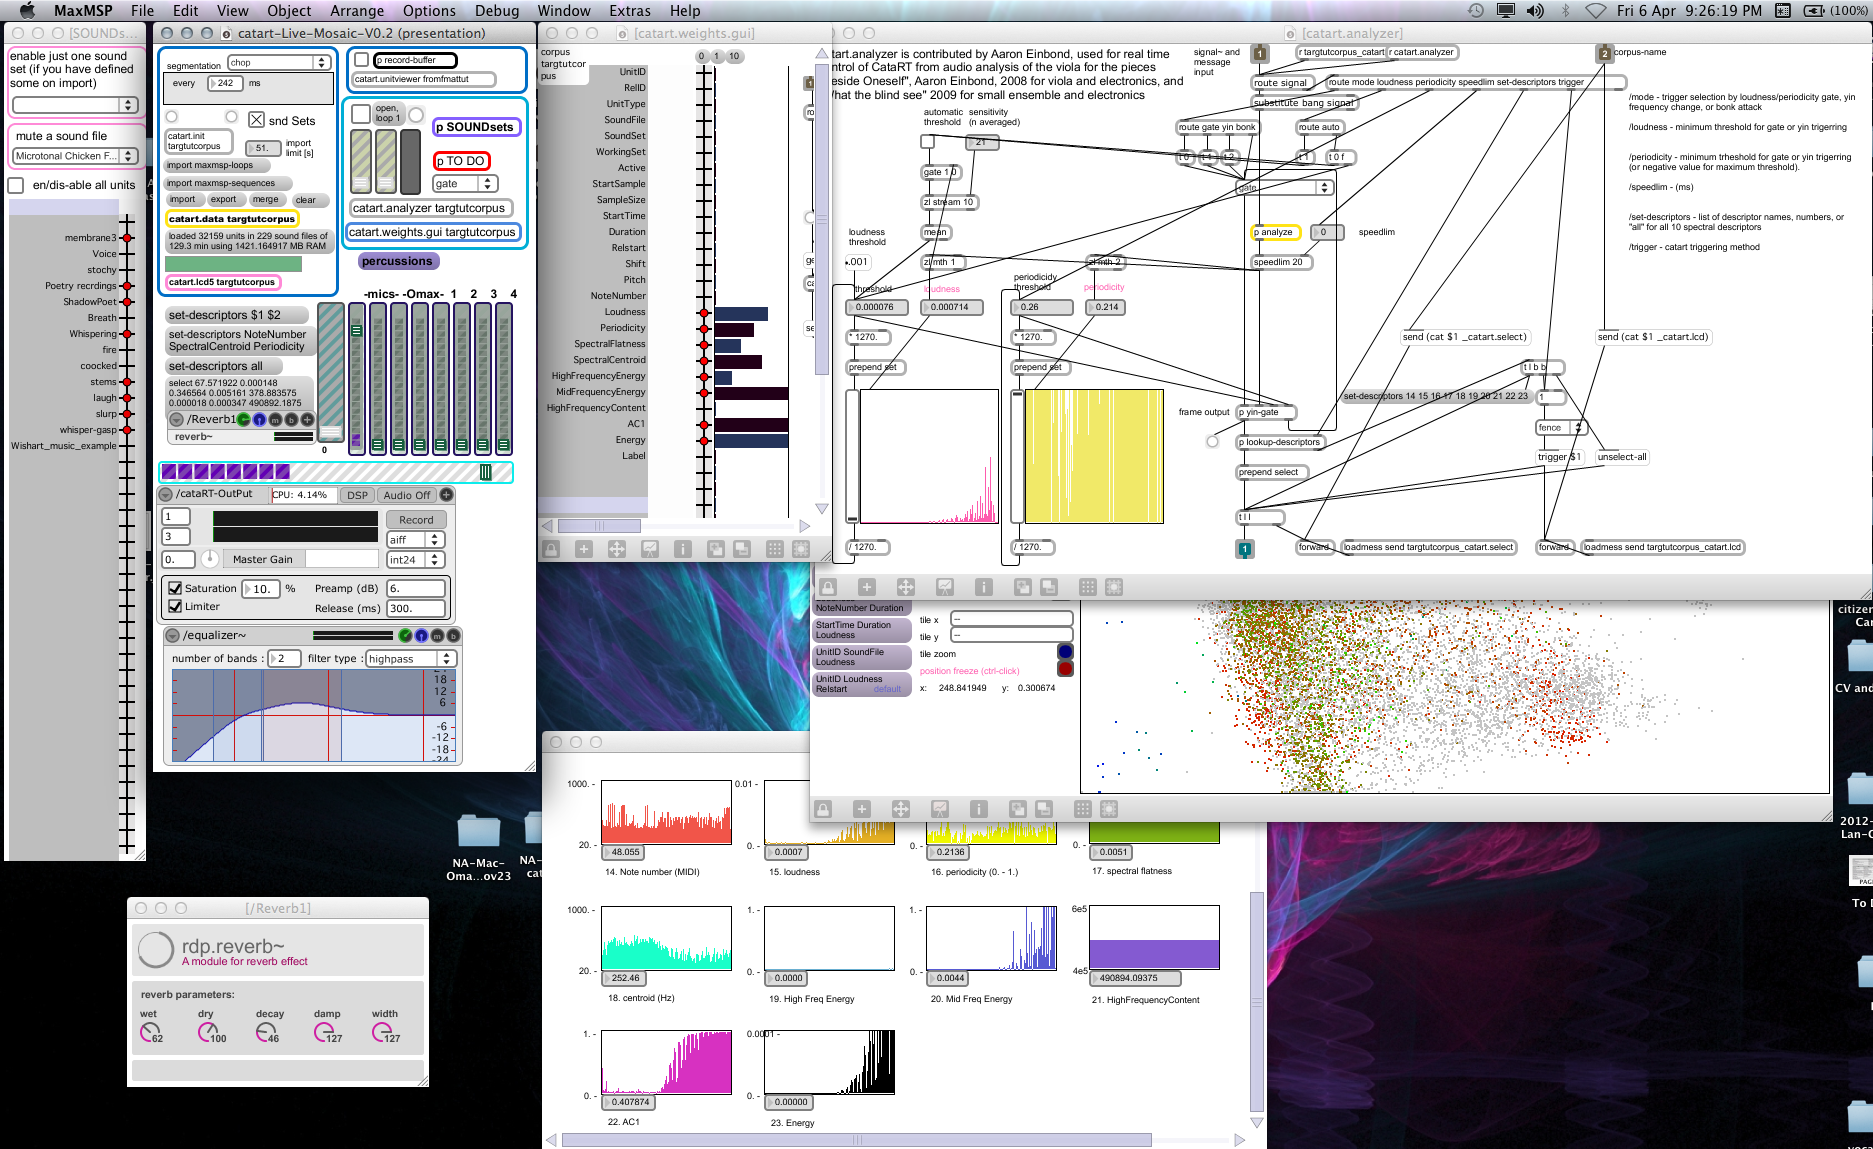 MaxMSP File Edit View Object Arrange Options Debug Window Extras Help
Fri 6 Apr 9:26:19 PM (100%)
[SOUNDs...
enable just one sound
set (if you have defined
some on import)
mute a sound file
Microtonal Chicken F...
en/dis-able all units
membrane3
Voice
stochy
Poetry recrdings
ShadowPoet
Breath
Whispering
fire
coocked
stems
laugh
slurp
whisper-gasp
Wishart_music_example
catart-Live-Mosaic-V0.2 (presentation)
segmentation chop
every 242 ms
snd Sets
catart.init
targtutcorpus
51. import
limit [s]
import maxmsp-loops
import maxmsp-sequences
import export merge clear
catart.data targtutcorpus
loaded 32159 units in 229 sound files of
129.3 min using 1421.164917 MB RAM
catart.lcd5 targtutcorpus
p record-buffer
catart.unitviewer fromfmattut
open,
loop 1
p SOUNDsets
p TO DO
gate
catart.analyzer targtutcorpus
catart.weights.gui targtutcorpus
percussions
-mics- -Omax- 1 2 3 4
set-descriptors $1 $2
set-descriptors NoteNumber
SpectralCentroid Periodicity
set-descriptors all
select 67.571922 0.000148
0.346564 0.005161 378.883575
0.000018 0.000347 490892.1875
/Reverb1 m b +
reverb~
0
/cataRT-OutPut CPU: 4.14% DSP Audio Off +
1
3
0.
Record
aiff
int24
Master Gain
Saturation 10. % Preamp (dB) 6.
Limiter Release (ms) 300.
/equalizer~ m b
number of bands : 2 filter type : highpass
18
12
6
-6
-12
-18
-24
[catart.weights.gui]
corpus
targtutcor
pus
0 1 10
UnitID
RelID
UnitType
SoundFile
SoundSet
WorkingSet
Active
StartSample
SampleSize
StartTime
Duration
Relstart
Shift
Pitch
NoteNumber
Loudness
Periodicity
SpectralFlatness
SpectralCentroid
HighFrequencyEnergy
MidFrequencyEnergy
HighFrequencyContent
AC1
Energy
Label
[catart.analyzer]
tart.analyzer is contributed by Aaron Einbond, used for real time
ntrol of CataRT from audio analysis of the viola for the pieces
eside Oneself", Aaron Einbond, 2008 for viola and electronics, and
hat the blind see" 2009 for small ensemble and electronics
signal~ and
message
input
1
r targtutcorpus_catart r catart.analyzer
2 corpus-name
route signal
route mode loudness periodicity speedlim set-descriptors trigger
substitute bang signal
route gate yin bonk
route auto
t 0 t 1 t 2
t 1 t 0 f
gate
automatic
threshold
sensitivity
(n averaged)
21
gate 1 0
zl stream 10
mean
zl nth 1
zl nth 2
loudness
threshold
.001
threshold
loudness
0.000076
0.000714
* 1270.
prepend set
/ 1270.
periodicidy
threshold
periodicity
0.26
0.214
* 1270.
prepend set
/ 1270.
p analyze
0 speedlim
speedlim 20
frame output
p yin-gate
p lookup-descriptors
prepend select
t l l
1
forward
loadmess send targtutcorpus_catart.select
forward
loadmess send targtutcorpus_catart.lcd
send (cat $1 _catart.select)
send (cat $1 _catart.lcd)
t l b b
set-descriptors 14 15 16 17 18 19 20 21 22 23
1
fence
trigger $1
unselect-all
/mode - trigger selection by loudness/periodicity gate, yin
frequency change, or bonk attack
/loudness - minimum threshold for gate or yin trigerring
/periodicity - minimum trheshold for gate or yin trigerring
(or negative value for maximum threshold).
/speedlim - (ms)
/set-descriptors - list of descriptor names, numbers, or
"all" for all 10 spectral descriptors
/trigger - catart triggering method
NoteNumber Duration
StartTime Duration
Loudness
UnitID SoundFile
Loudness
UnitID Loudness
Relstart default
tile x --
tile y --
tile zoom
position freeze (ctrl-click)
x: 248.841949 y: 0.300674
1000. -
20. -
48.055
14. Note number (MIDI)
0.01 -
0. -
0.0007
15. loudness
0. -
0.2136
16. periodicity (0. - 1.)
0. -
0.0051
17. spectral flatness
1000. -
20. -
252.46
18. centroid (Hz)
1. -
0. -
0.0000
19. High Freq Energy
1. -
0. -
0.0044
20. Mid Freq Energy
6e5
4e5
490894.09375
21. HighFrequencyContent
1. -
0. -
0.407874
22. AC1
0.0001 -
0. -
0.00000
23. Energy
NA-Mac-
Oma...ov23
NA-
cat
[/Reverb1]
rdp.reverb~
A module for reverb effect
reverb parameters:
wet dry decay damp width
62 100 46 127 127
citizen
Car
CV and
2012-
Lan-C
To D